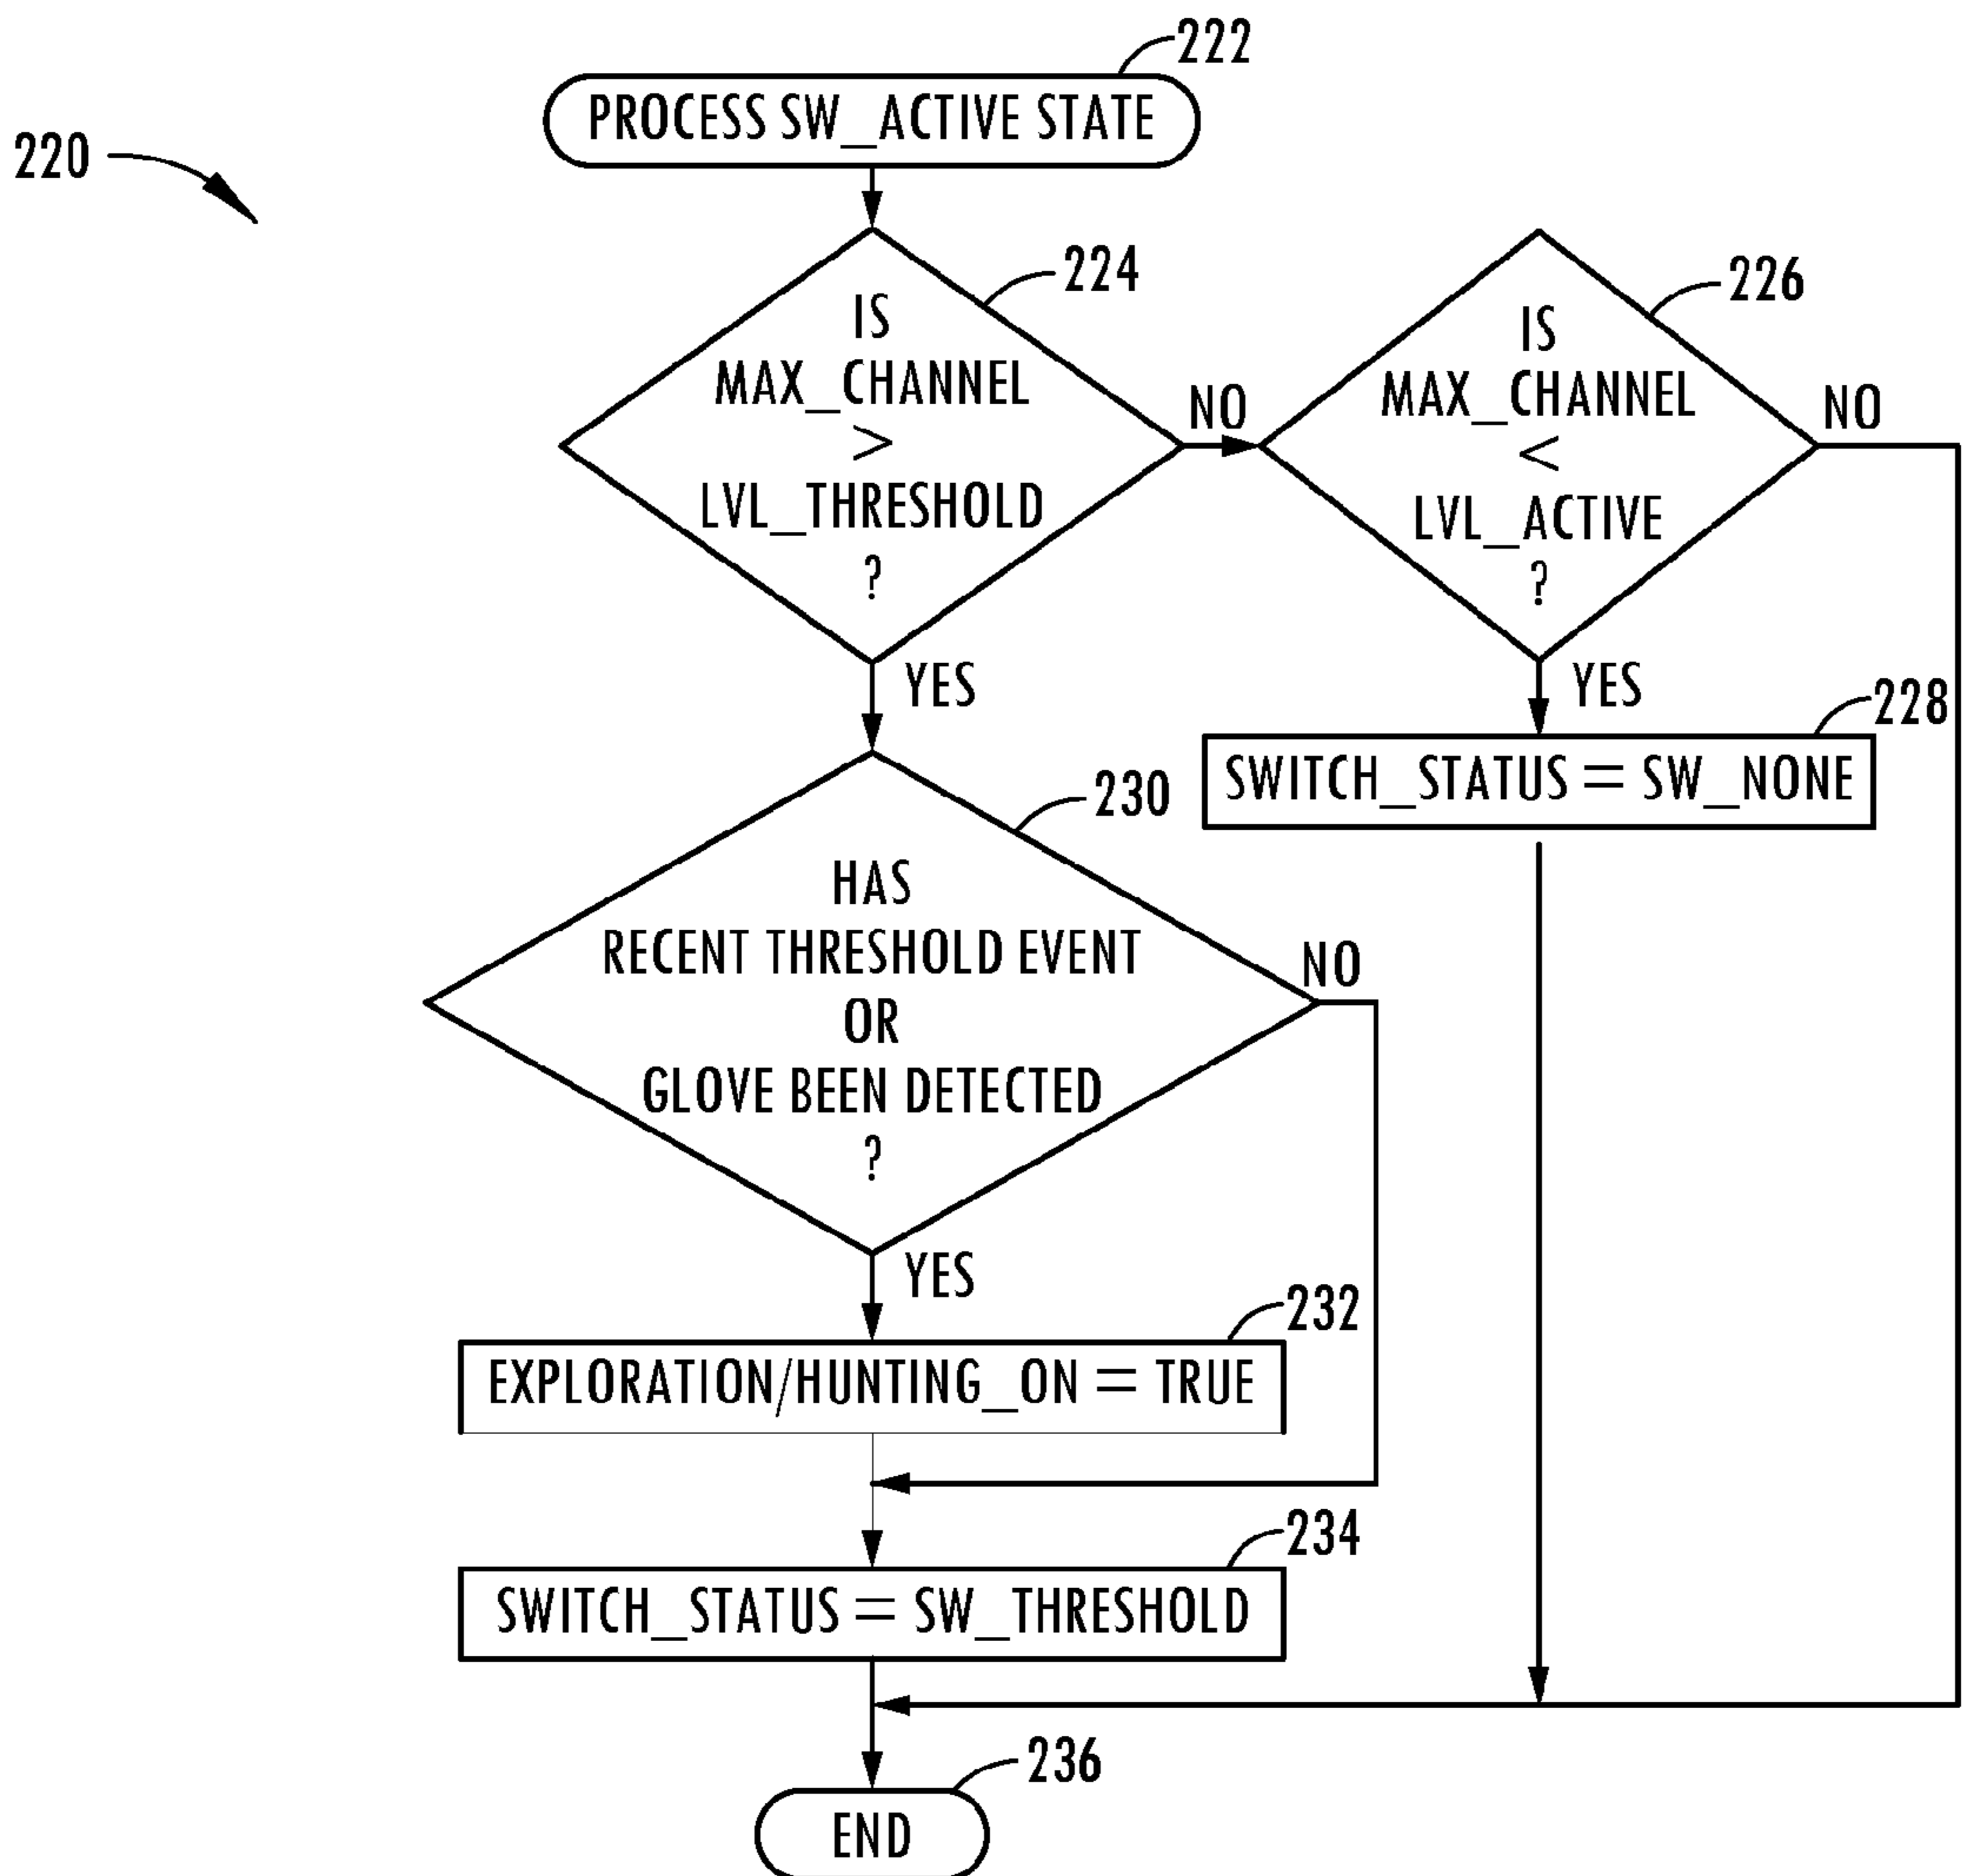 222
PROCESS SW_ACTIVE STATE
220
224
IS
MAX_CHANNEL
>
LVL_THRESHOLD
?
NO
YES
226
IS
MAX_CHANNEL
<
LVL_ACTIVE
?
NO
YES
228
SWITCH_STATUS = SW_NONE
230
HAS
RECENT THRESHOLD EVENT
OR
GLOVE BEEN DETECTED
?
NO
YES
232
EXPLORATION/HUNTING_ON = TRUE
234
SWITCH_STATUS = SW_THRESHOLD
236
END